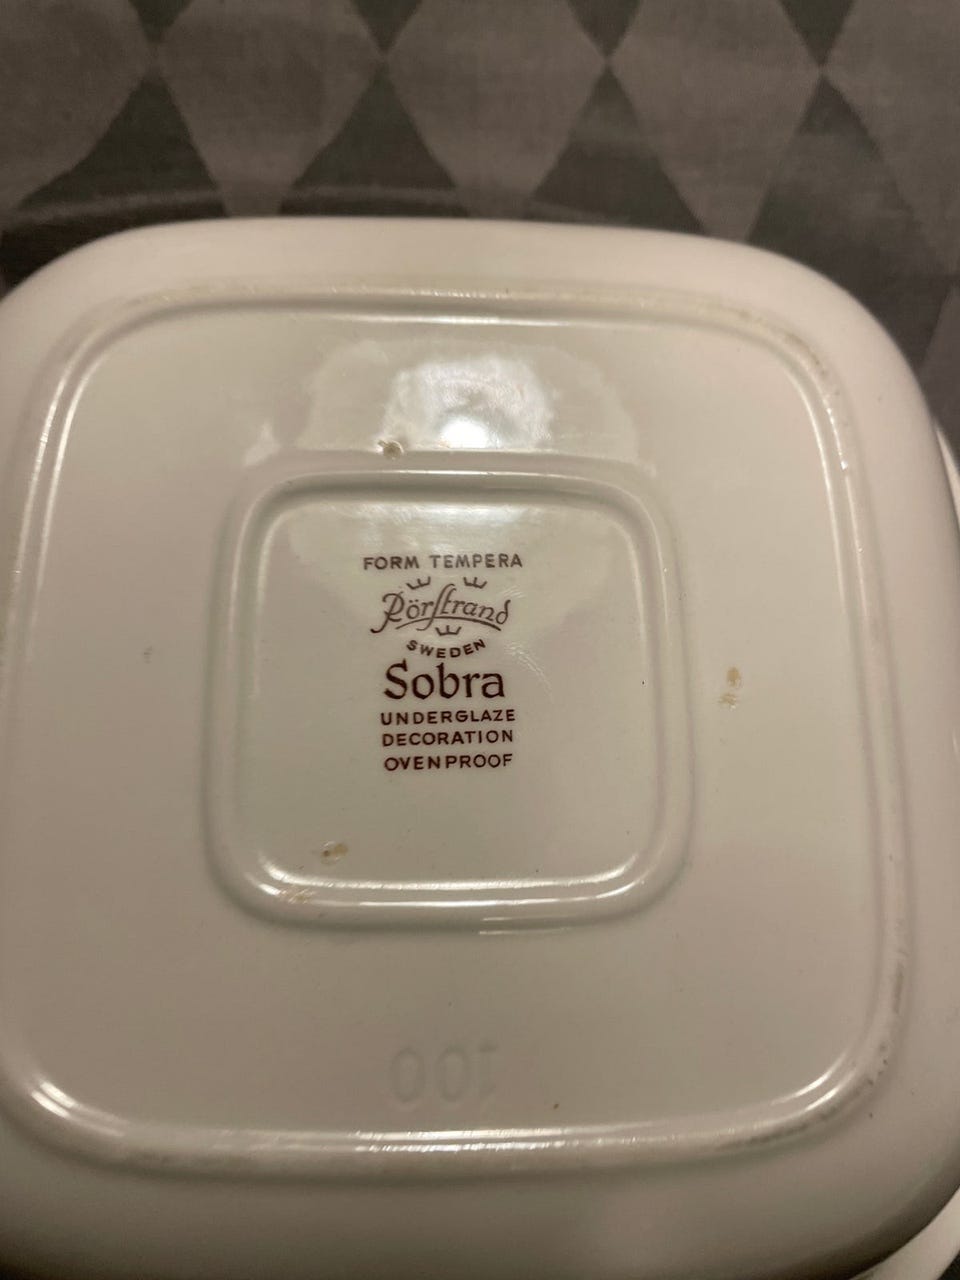 FORM TEMPERA
Rörstrand
SWEDEN
Sobra
UNDERGLAZE
DECORATION
OVENPROOF
100